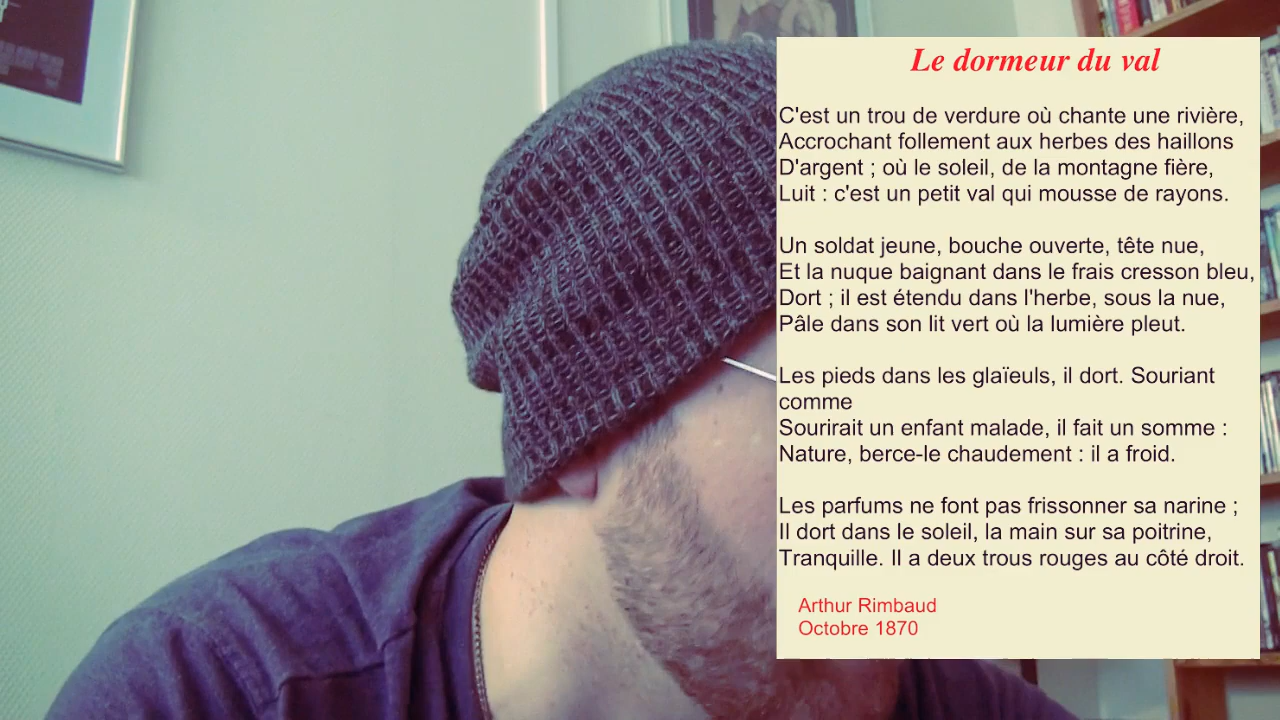 Le dormeur du val
C'est un trou de verdure où chante une rivière,
Accrochant follement aux herbes des haillons
D'argent ; où le soleil, de la montagne fière,
Luit : c'est un petit val qui mousse de rayons.
Un soldat jeune, bouche ouverte, tête nue,
Et la nuque baignant dans le frais cresson bleu,
Dort ; il est étendu dans l'herbe, sous la nue,
Pâle dans son lit vert où la lumière pleut.
Les pieds dans les glaïeuls, il dort. Souriant
comme
Sourirait un enfant malade, il fait un somme :
Nature, berce-le chaudement : il a froid.
Les parfums ne font pas frissonner sa narine ;
Il dort dans le soleil, la main sur sa poitrine,
Tranquille. Il a deux trous rouges au côté droit.
Arthur Rimbaud
Octobre 1870